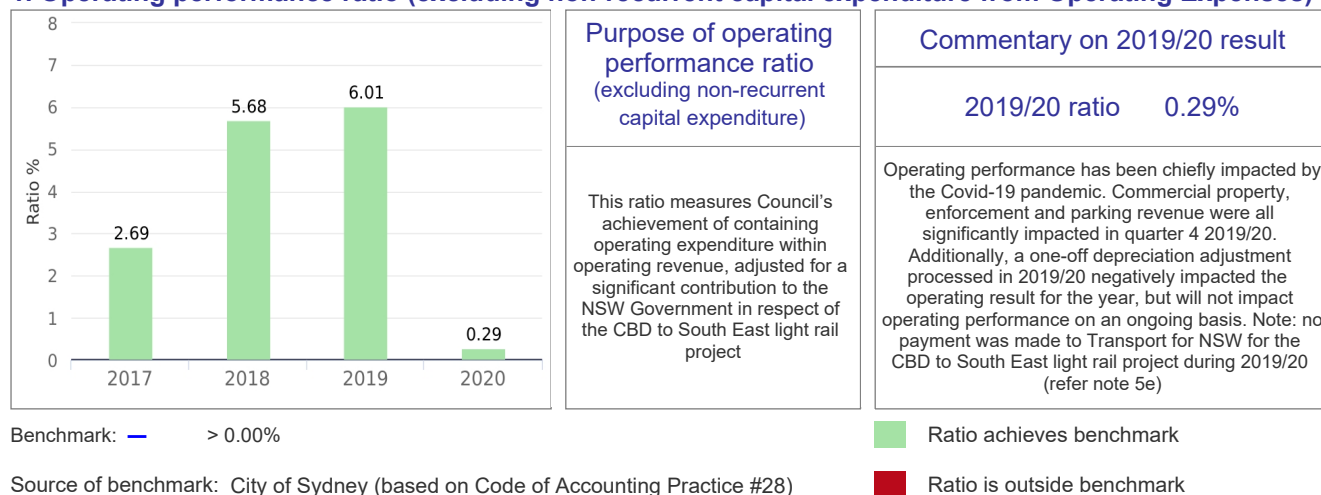 8
7
6
5
4
3
2
1
0
Ratio %
2.69
5.68
6.01
0.29
2017 2018 2019 2020
Purpose of operating
performance ratio
(excluding non-recurrent
capital expenditure)
This ratio measures Council’s
achievement of containing
operating expenditure within
operating revenue, adjusted for a
significant contribution to the
NSW Government in respect of
the CBD to South East light rail
project
Commentary on 2019/20 result
2019/20 ratio 0.29%
Operating performance has been chiefly impacted by
the Covid-19 pandemic. Commercial property,
enforcement and parking revenue were all
significantly impacted in quarter 4 2019/20.
Additionally, a one-off depreciation adjustment
processed in 2019/20 negatively impacted the
operating result for the year, but will not impact
operating performance on an ongoing basis. Note: no
payment was made to Transport for NSW for the
CBD to South East light rail project during 2019/20
(refer note 5e)
Benchmark: > 0.00%
Source of benchmark: City of Sydney (based on Code of Accounting Practice #28)
Ratio achieves benchmark
Ratio is outside benchmark